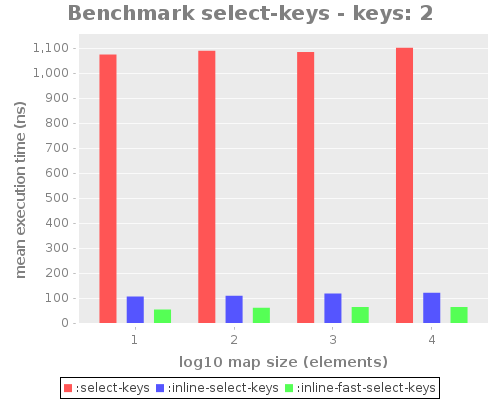 Benchmark select-keys - keys: 2
mean execution time (ns)
1,100
1,000
900
800
700
600
500
400
300
200
100
0
1 2 3 4
log10 map size (elements)
:select-keys :inline-select-keys :inline-fast-select-keys